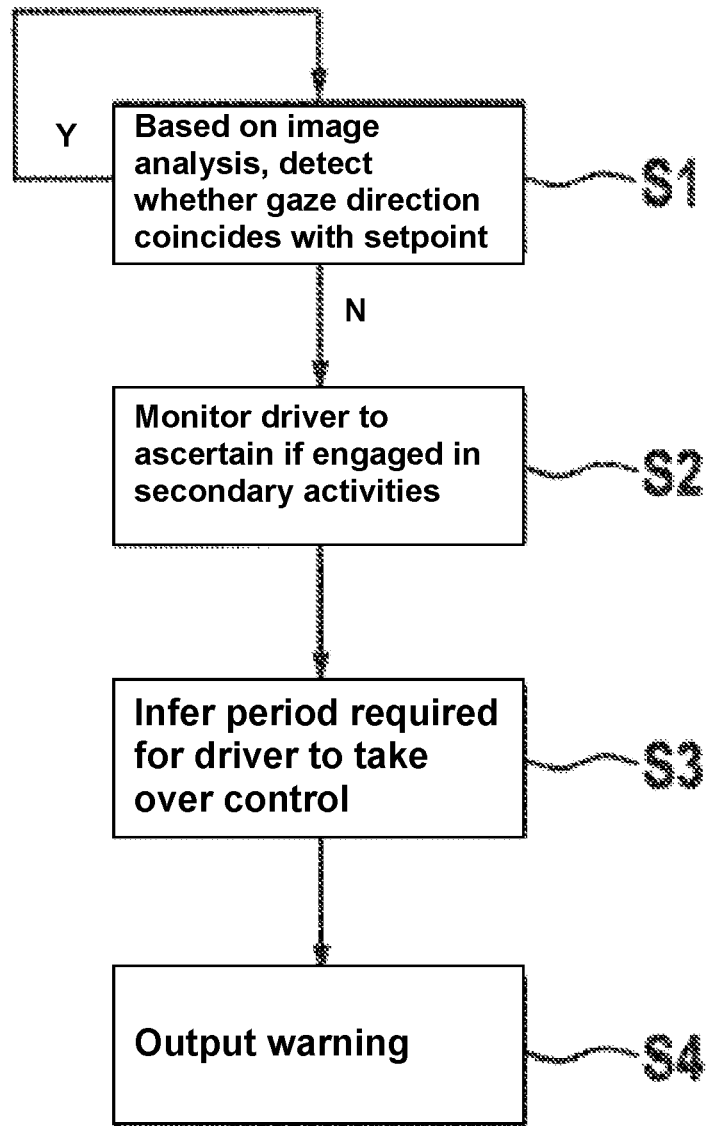 Y
Based on image
analysis, detect
whether gaze direction
coincides with setpoint
S1
N
Monitor driver to
ascertain if engaged in
secondary activities
S2
Infer period required
for driver to take
over control
S3
Output warning
S4